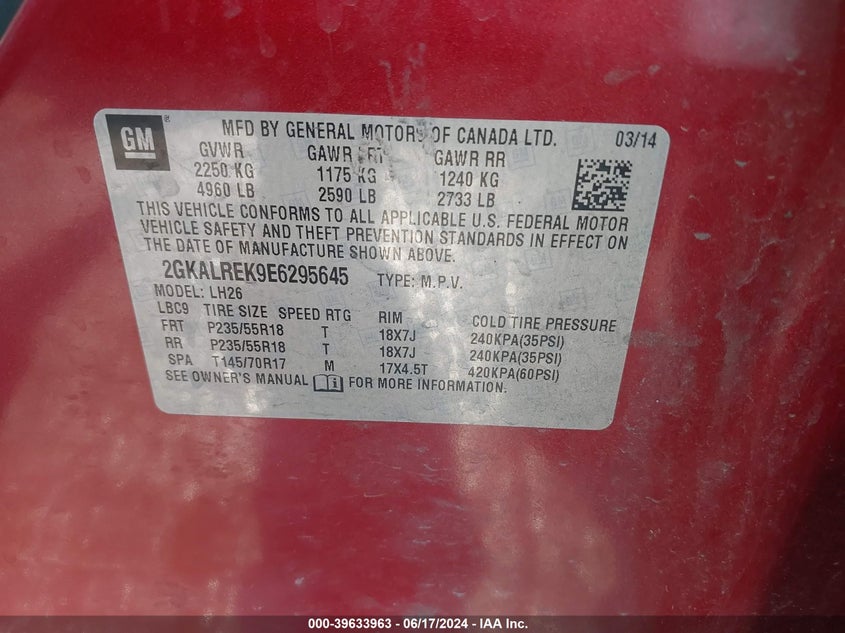 GM®
MFD BY GENERAL MOTORS OF CANADA LTD. 03/14
GVWR GAWR FRT GAWR RR
2250 KG 1175 KG 1240 KG
4960 LB 2590 LB 2733 LB
THIS VEHICLE CONFORMS TO ALL APPLICABLE U.S. FEDERAL MOTOR
VEHICLE SAFETY AND THEFT PREVENTION STANDARDS IN EFFECT ON
THE DATE OF MANUFACTURE SHOWN ABOVE.
2GKALREK9E6295645 TYPE: M.P.V.
MODEL: LH26
LBC9 TIRE SIZE SPEED RTG RIM COLD TIRE PRESSURE
FRT P235/55R18 T 18X7J 240KPA(35PSI)
RR P235/55R18 T 18X7J 240KPA(35PSI)
SPA T145/70R17 M 17X4.5T 420KPA(60PSI)
SEE OWNER'S MANUAL FOR MORE INFORMATION.
000-39633963 - 06/17/2024 - IAA Inc.